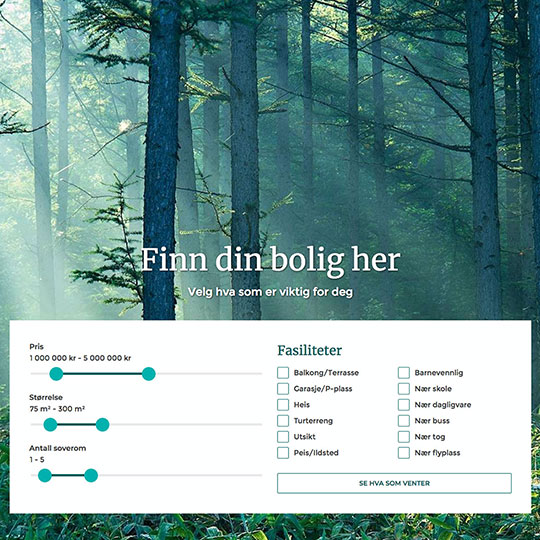 Finn din bolig her
Velg hva som er viktig for deg
Pris
1 000 000 kr - 5 000 000 kr
Størrelse
75 m² - 300 m²
Antall soverom
1 - 5
Fasiliteter
Balkong/Terrasse
Garasje/P-plass
Heis
Turterreng
Utsikt
Peis/Ildsted
Barnevennlig
Nær skole
Nær dagligvare
Nær buss
Nær tog
Nær flyplass
SE HVA SOM VENTER